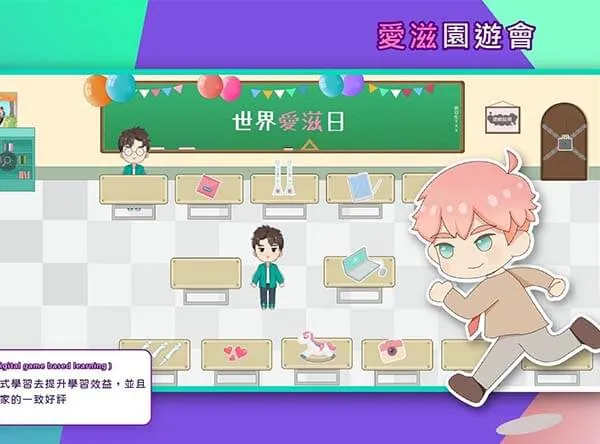 愛滋園遊會
世界愛滋日
igital game based learning )
式學習去提升學習效益，並且
家的一致好評